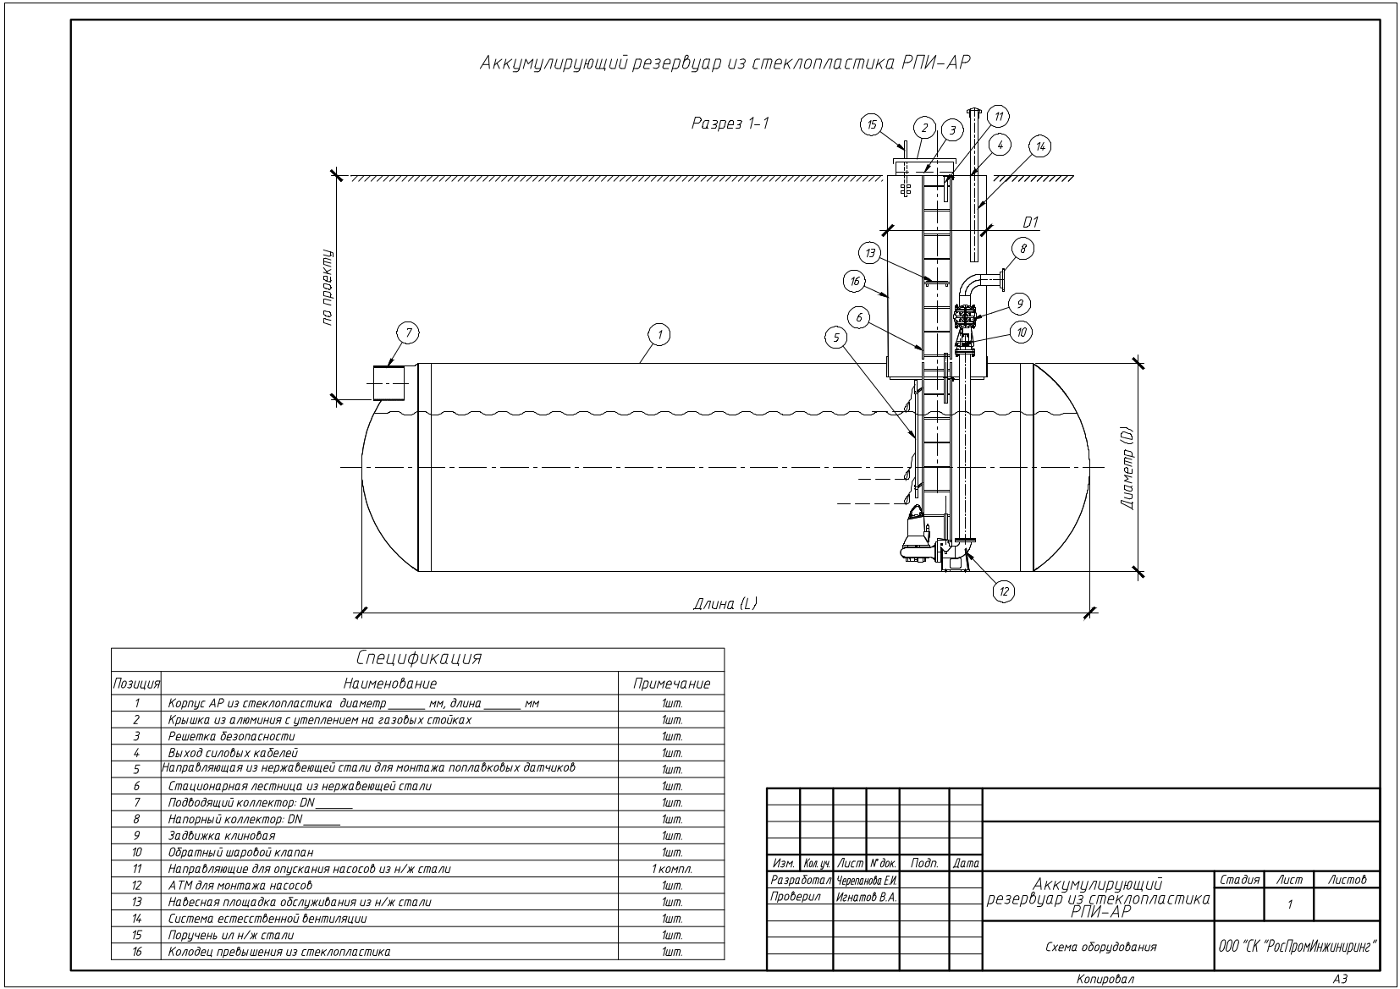 Аккумулирующий резервуар из стеклопластика РПИ-АР
Разрез 1-1
15
2
3
11
4
14
по проекту
D1
13
8
16
9
6
10
7
1
5
Диаметр (D)
12
Длина (L)
Спецификация
Позиция Наименование Примечание
1 Корпус АР из стеклопластика диаметр ______ мм, длина ______ мм 1шт.
2 Крышка из алюминия с утеплением на газовых стойках 1шт.
3 Решетка безопасности 1шт.
4 Выход силовых кабелей 1шт.
5 Направляющая из нержавеющей стали для монтажа поплавковых датчиков 1шт.
6 Стационарная лестница из нержавеющей стали 1шт.
7 Подводящий коллектор: DN ______ 1шт.
8 Напорный коллектор: DN ______ 1шт.
9 Задвижка клиновая 1шт.
10 Обратный шаровой клапан 1шт.
11 Направляющие для опускания насосов из н/ж стали 1 компл.
12 АТМ для монтажа насосов 1шт.
13 Навесная площадка обслуживания из н/ж стали 1шт.
14 Система естесственной вентиляции 1шт.
15 Поручень ил н/ж стали 1шт.
16 Колодец превышения из стеклопластика 1шт.
Изм. Кол.уч. Лист № док. Подп. Дата
Разработал Черепанова Е.И.
Проверил Игнатов В.А.
Аккумулирующий
резервуар из стеклопластика
РПИ-АР
Стадия Лист Листов
1
Схема оборудования
ООО "СК "РосПромИнжиниринг"
Копировал А3